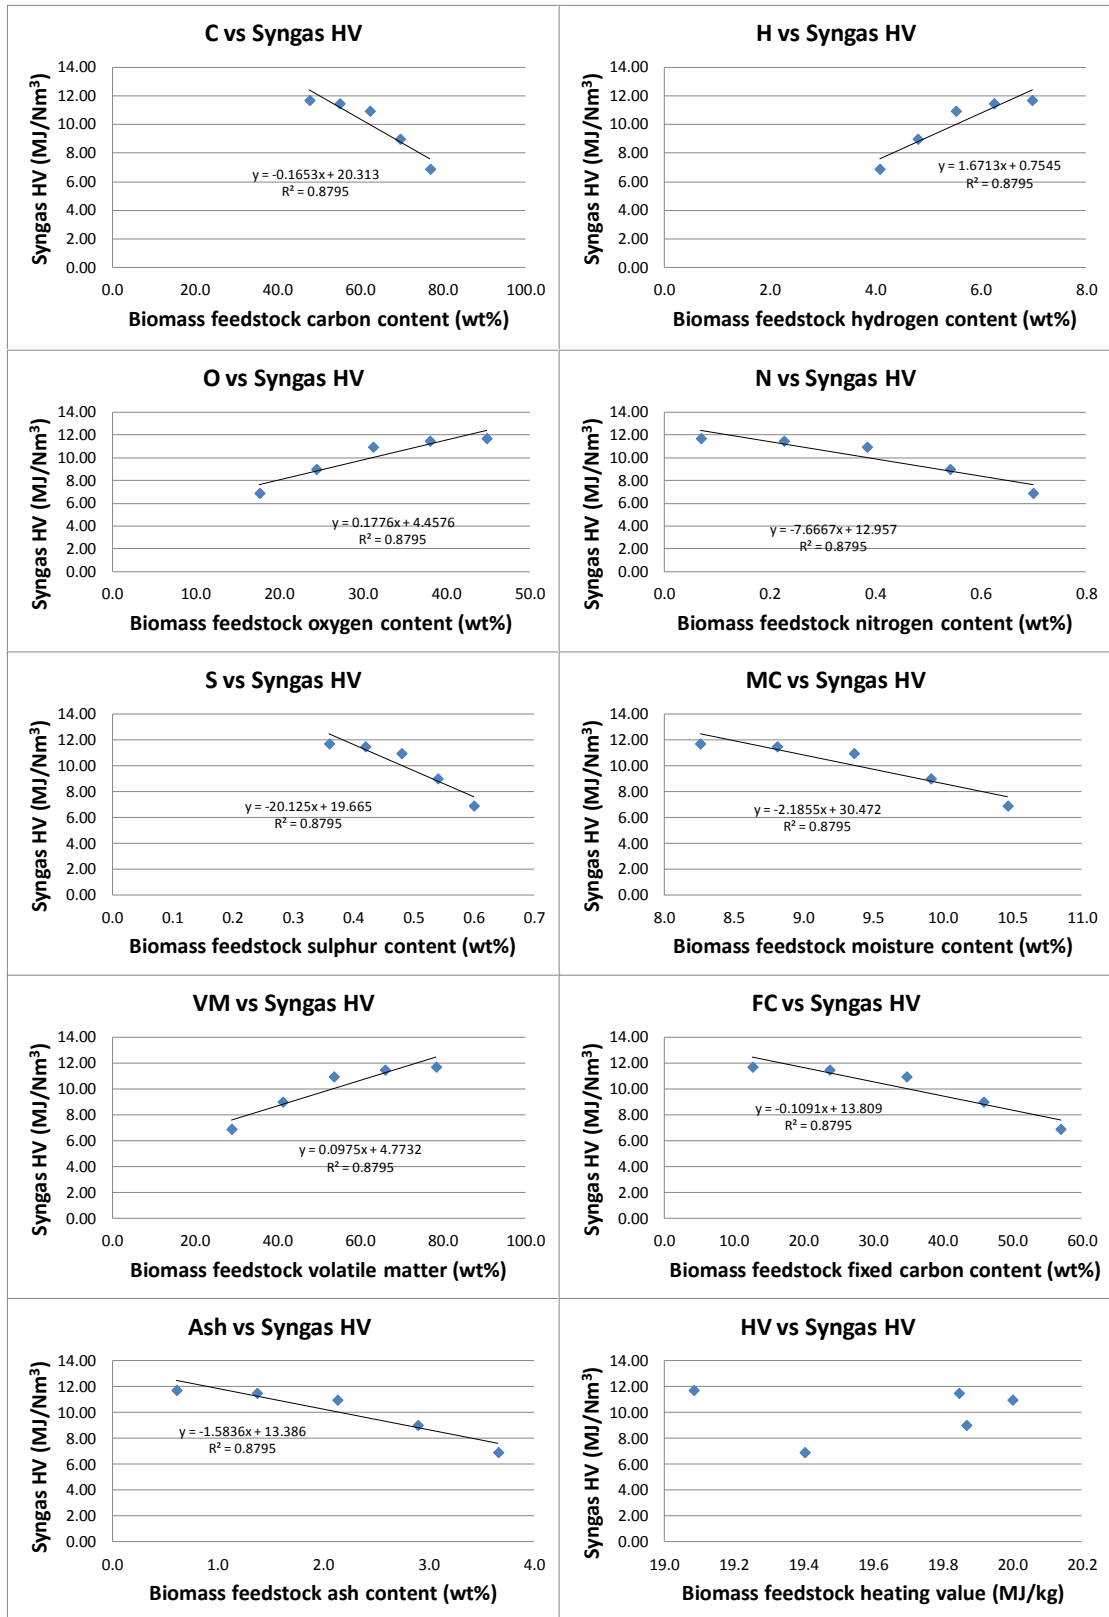 C vs Syngas HV
Syngas HV (MJ/Nm³)
14.00
12.00
10.00
8.00
6.00
4.00
2.00
0.00
y = -0.1653x + 20.313
R² = 0.8795
0.0 20.0 40.0 60.0 80.0 100.0
Biomass feedstock carbon content (wt%)
H vs Syngas HV
Syngas HV (MJ/Nm³)
14.00
12.00
10.00
8.00
6.00
4.00
2.00
0.00
y = 1.6713x + 0.7545
R² = 0.8795
0.0 2.0 4.0 6.0 8.0
Biomass feedstock hydrogen content (wt%)
O vs Syngas HV
Syngas HV (MJ/Nm³)
14.00
12.00
10.00
8.00
6.00
4.00
2.00
0.00
y = 0.1776x + 4.4576
R² = 0.8795
0.0 10.0 20.0 30.0 40.0 50.0
Biomass feedstock oxygen content (wt%)
N vs Syngas HV
Syngas HV (MJ/Nm³)
14.00
12.00
10.00
8.00
6.00
4.00
2.00
0.00
y = -7.6667x + 12.957
R² = 0.8795
0.0 0.2 0.4 0.6 0.8
Biomass feedstock nitrogen content (wt%)
S vs Syngas HV
Syngas HV (MJ/Nm³)
14.00
12.00
10.00
8.00
6.00
4.00
2.00
0.00
y = -20.125x + 19.665
R² = 0.8795
0.0 0.1 0.2 0.3 0.4 0.5 0.6 0.7
Biomass feedstock sulphur content (wt%)
MC vs Syngas HV
Syngas HV (MJ/Nm³)
14.00
12.00
10.00
8.00
6.00
4.00
2.00
0.00
y = -2.1855x + 30.472
R² = 0.8795
8.0 8.5 9.0 9.5 10.0 10.5 11.0
Biomass feedstock moisture content (wt%)
VM vs Syngas HV
Syngas HV (MJ/Nm³)
14.00
12.00
10.00
8.00
6.00
4.00
2.00
0.00
y = 0.0975x + 4.7732
R² = 0.8795
0.0 20.0 40.0 60.0 80.0 100.0
Biomass feedstock volatile matter (wt%)
FC vs Syngas HV
Syngas HV (MJ/Nm³)
14.00
12.00
10.00
8.00
6.00
4.00
2.00
0.00
y = -0.1091x + 13.809
R² = 0.8795
0.0 10.0 20.0 30.0 40.0 50.0 60.0
Biomass feedstock fixed carbon content (wt%)
Ash vs Syngas HV
Syngas HV (MJ/Nm³)
14.00
12.00
10.00
8.00
6.00
4.00
2.00
0.00
y = -1.5836x + 13.386
R² = 0.8795
0.0 1.0 2.0 3.0 4.0
Biomass feedstock ash content (wt%)
HV vs Syngas HV
Syngas HV (MJ/Nm³)
14.00
12.00
10.00
8.00
6.00
4.00
2.00
0.00
19.0 19.2 19.4 19.6 19.8 20.0 20.2
Biomass feedstock heating value (MJ/kg)